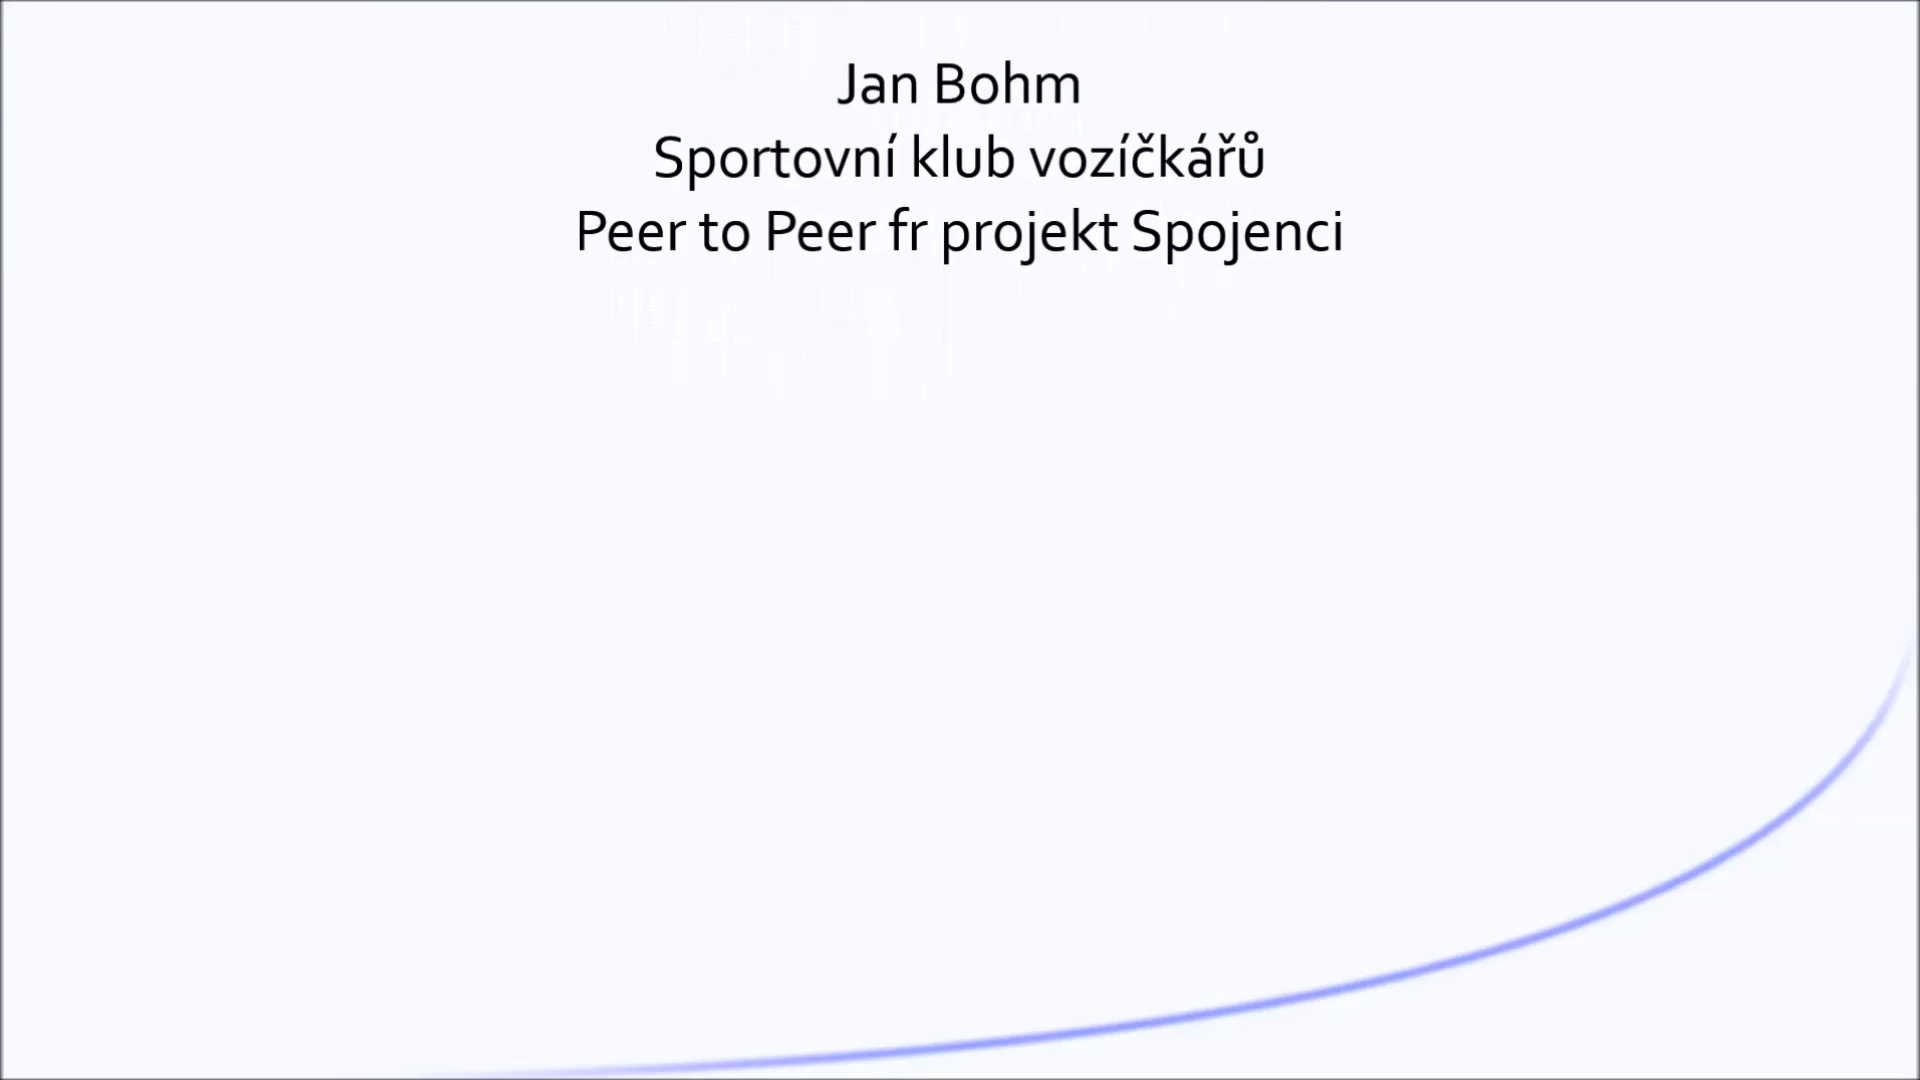 Jan Bohm
Sportovní klub vozíčkářů
Peer to Peer fr projekt Spojenci